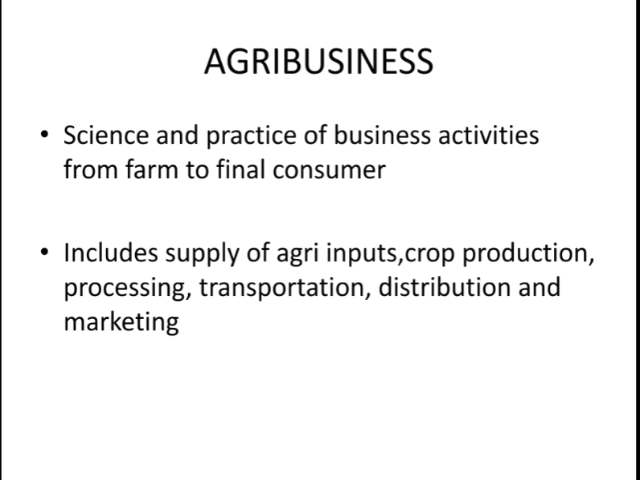 AGRIBUSINESS
• Science and practice of business activities
from farm to final consumer
• Includes supply of agri inputs,crop production,
processing, transportation, distribution and
marketing